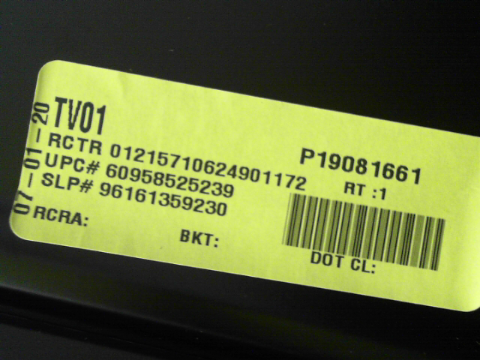 07-01-20
TV01
RCTR 01215710624901172
UPC# 60958525239
SLP# 96161359230
RCRA:
BKT:
P19081661
RT :1
DOT CL: